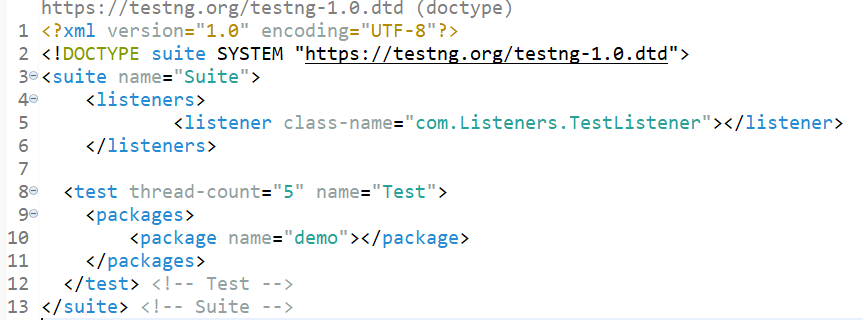 https://testng.org/testng-1.0.dtd (doctype)
1 <?xml version="1.0" encoding="UTF-8"?>
2 <!DOCTYPE suite SYSTEM "https://testng.org/testng-1.0.dtd">
3 <suite name="Suite">
4     <listeners>
5             <listener class-name="com.Listeners.TestListener"></listener>
6     </listeners>
7
8   <test thread-count="5" name="Test">
9     <packages>
10         <package name="demo"></package>
11     </packages>
12   </test> <!-- Test -->
13 </suite> <!-- Suite -->